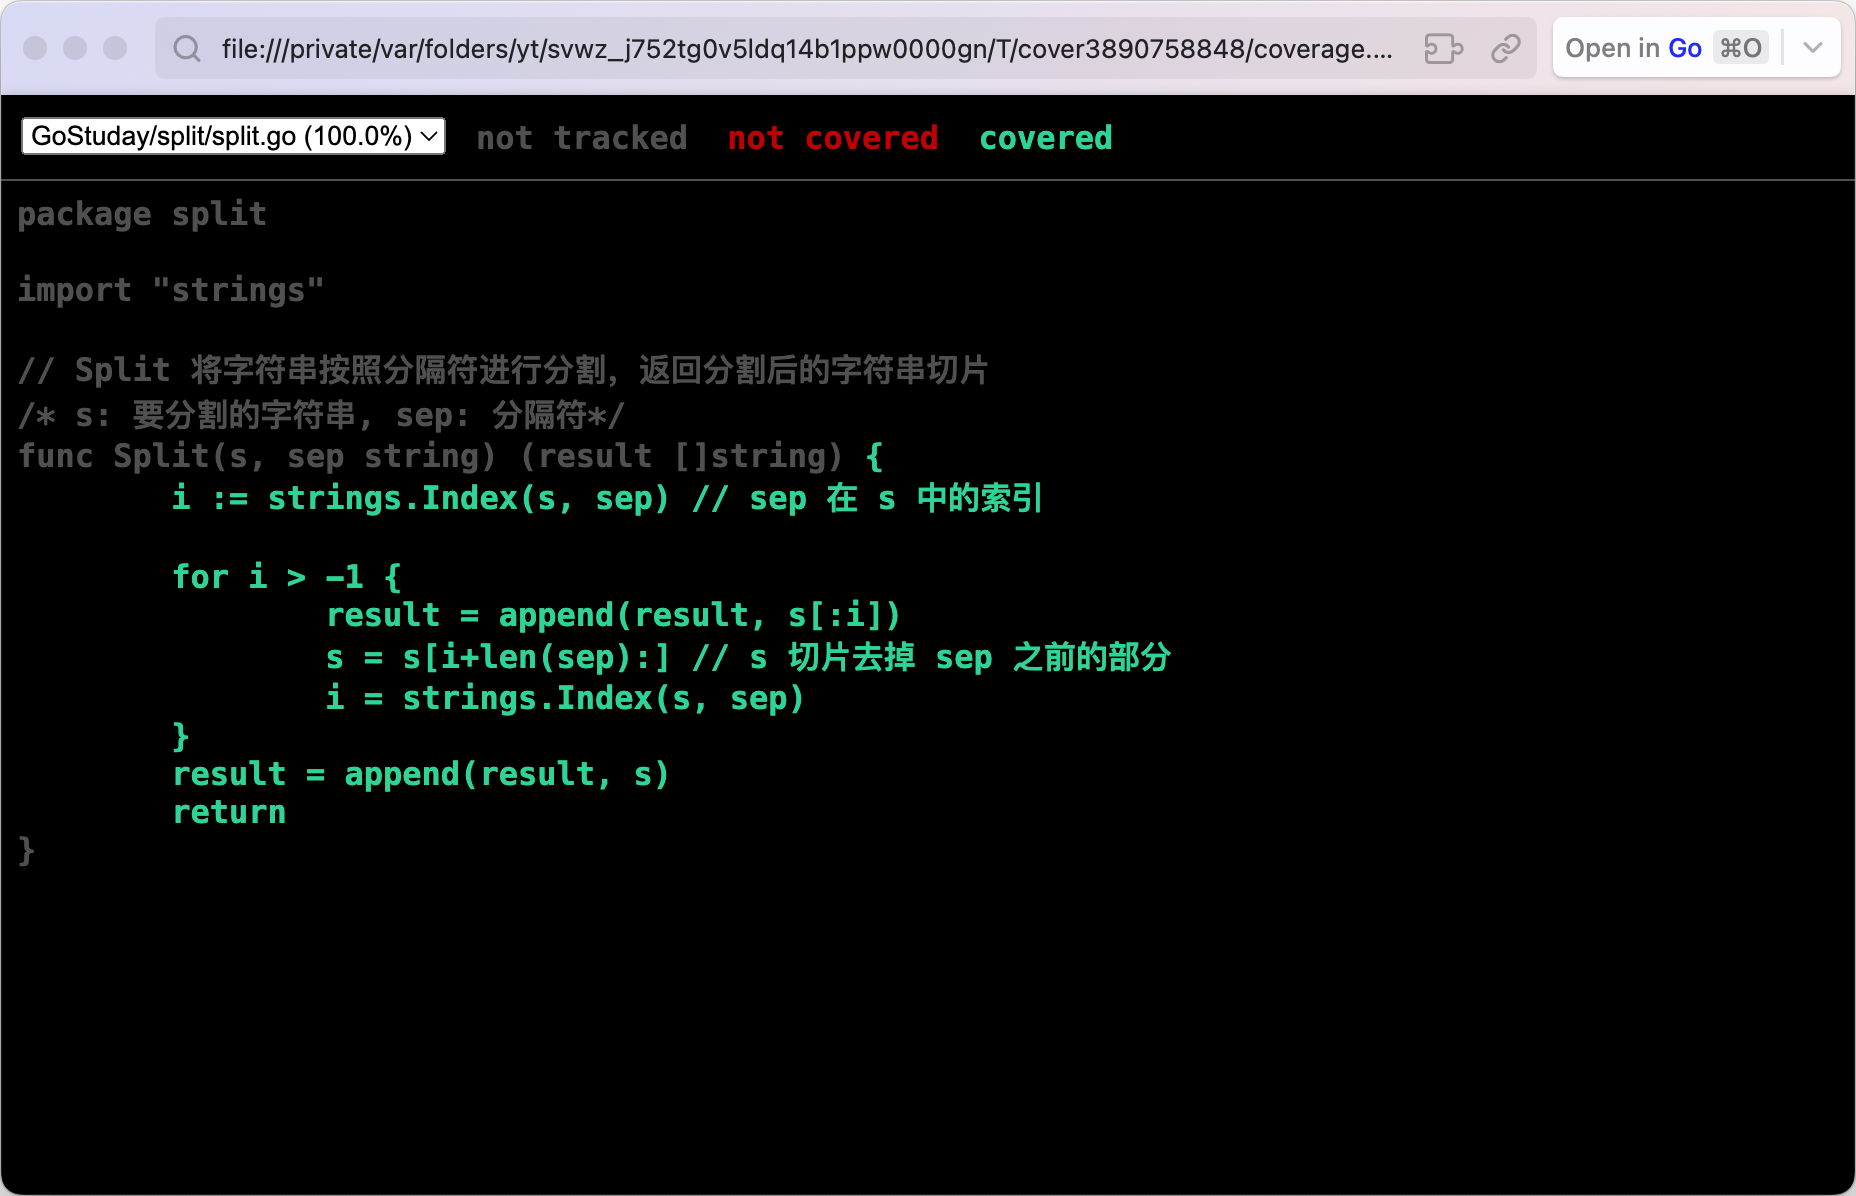 file:///private/var/folders/yt/svwz_j752tg0v5ldq14b1ppw0000gn/T/cover3890758848/coverage.... Open in Go ⌘O
GoStuday/split/split.go (100.0%) not tracked not covered covered
package split
import "strings"
// Split 将字符串按照分隔符进行分割，返回分割后的字符串切片
/* s: 要分割的字符串, sep: 分隔符*/
func Split(s, sep string) (result []string) {
i := strings.Index(s, sep) // sep 在 s 中的索引
for i > -1 {
result = append(result, s[:i])
s = s[i+len(sep):] // s 切片去掉 sep 之前的部分
i = strings.Index(s, sep)
}
result = append(result, s)
return
}